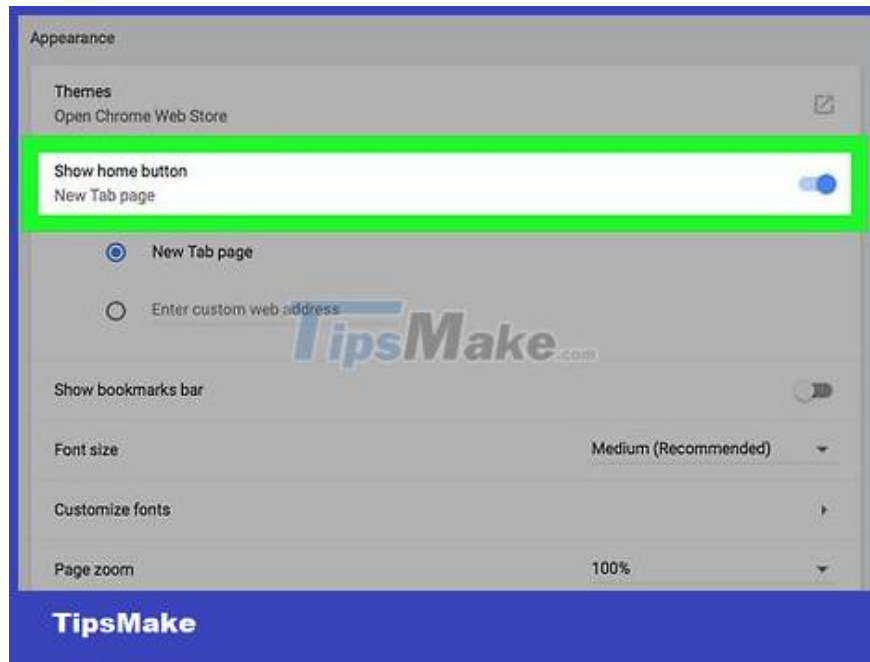 Appearance
Themes
Open Chrome Web Store
Show home button
New Tab page
New Tab page
Enter custom web address
TipsMake.com
Show bookmarks bar
Font size
Medium (Recommended)
Customize fonts
Page zoom
100%
TipsMake